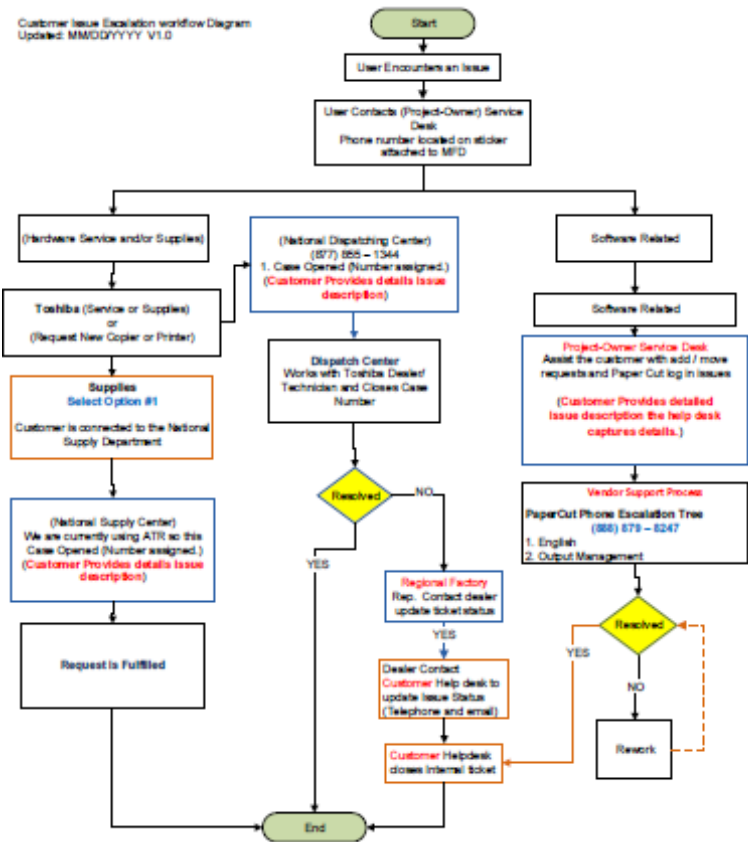 Customer Issue Escalation workflow Diagram
Updated: MM/DD/YYYY V1.0
Start
User Encounters an Issue
User Contacts (Project-Owner) Service
Desk
Phone number located on sticker
attached to MFD
(Hardware Service and/or Supplies)
(National Dispatching Center)
(877) 855 – 1344
1. Case Opened (Number assigned.)
(Customer Provides details issue
description)
Software Related
Toshiba (Service or Supplies)
or
(Request New Copier or Printer)
Software Related
Dispatch Center
Works with Toshiba Dealer/
Technician and Closes Case
Number
Project-Owner Service Desk
Assist the customer with add / move
requests and Paper Cut log in issues
(Customer Provides detailed
issue description the help desk
captures details.)
Supplies
Select Option #1
Customer is connected to the National
Supply Department
Resolved
NO
YES
Vendor Support Process
PaperCut Phone Escalation Tree
(888) 879 – 8247
1. English
2. Output Management
(National Supply Center)
We are currently using ATR so this
Case Opened (Number assigned.)
(Customer Provides details issue
description)
Regional Factory
Rep. Contact dealer
update ticket status
YES
Resolved
YES
NO
Request is Fulfilled
Dealer Contact
Customer Help desk to
update Issue Status
(Telephone and email)
Customer Helpdesk
closes Internal ticket
Rework
End